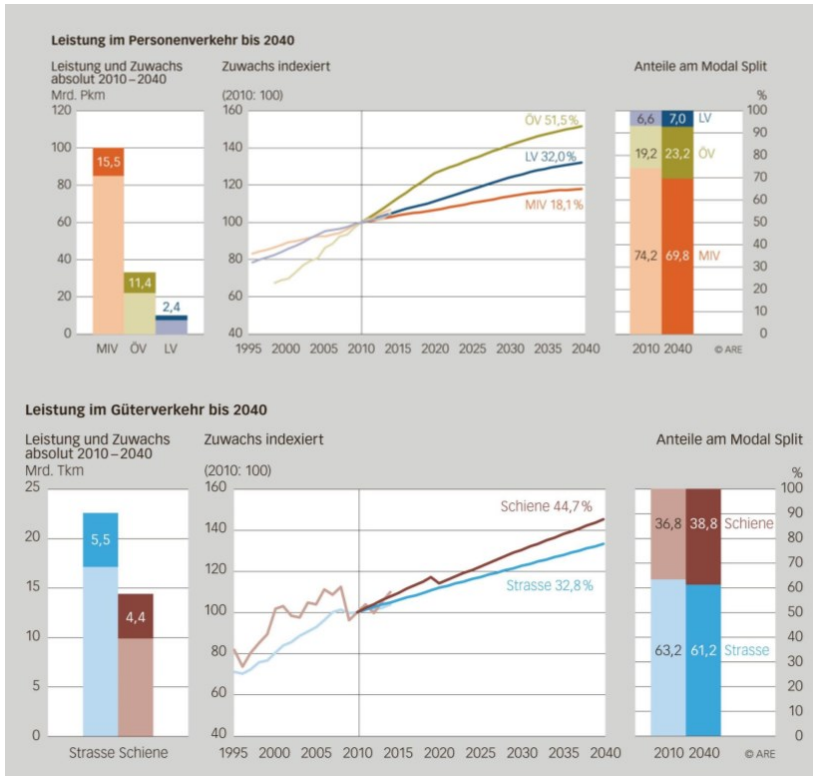 Leistung im Personenverkehr bis 2040
Leistung und Zuwachs
absolut 2010–2040
Mrd. Pkm
120
100
80
60
40
20
0
15,5
11,4
2,4
MIV ÖV LV
Zuwachs indexiert
(2010: 100)
160
140
120
100
80
60
40
ÖV 51,5%
LV 32,0%
MIV 18,1%
1995 2000 2005 2010 2015 2020 2025 2030 2035 2040
Anteile am Modal Split
%
100
90
80
70
60
50
40
30
20
10
0
6,6 7,0 LV
19,2 23,2 ÖV
74,2 69,8 MIV
2010 2040 © ARE
Leistung im Güterverkehr bis 2040
Leistung und Zuwachs
absolut 2010–2040
Mrd. Tkm
25
20
15
10
5
0
5,5
4,4
Strasse Schiene
Zuwachs indexiert
(2010: 100)
160
140
120
100
80
60
40
Schiene 44,7%
Strasse 32,8%
1995 2000 2005 2010 2015 2020 2025 2030 2035 2040
Anteile am Modal Split
%
100
90
80
70
60
50
40
30
20
10
0
36,8 38,8 Schiene
63,2 61,2 Strasse
2010 2040 © ARE